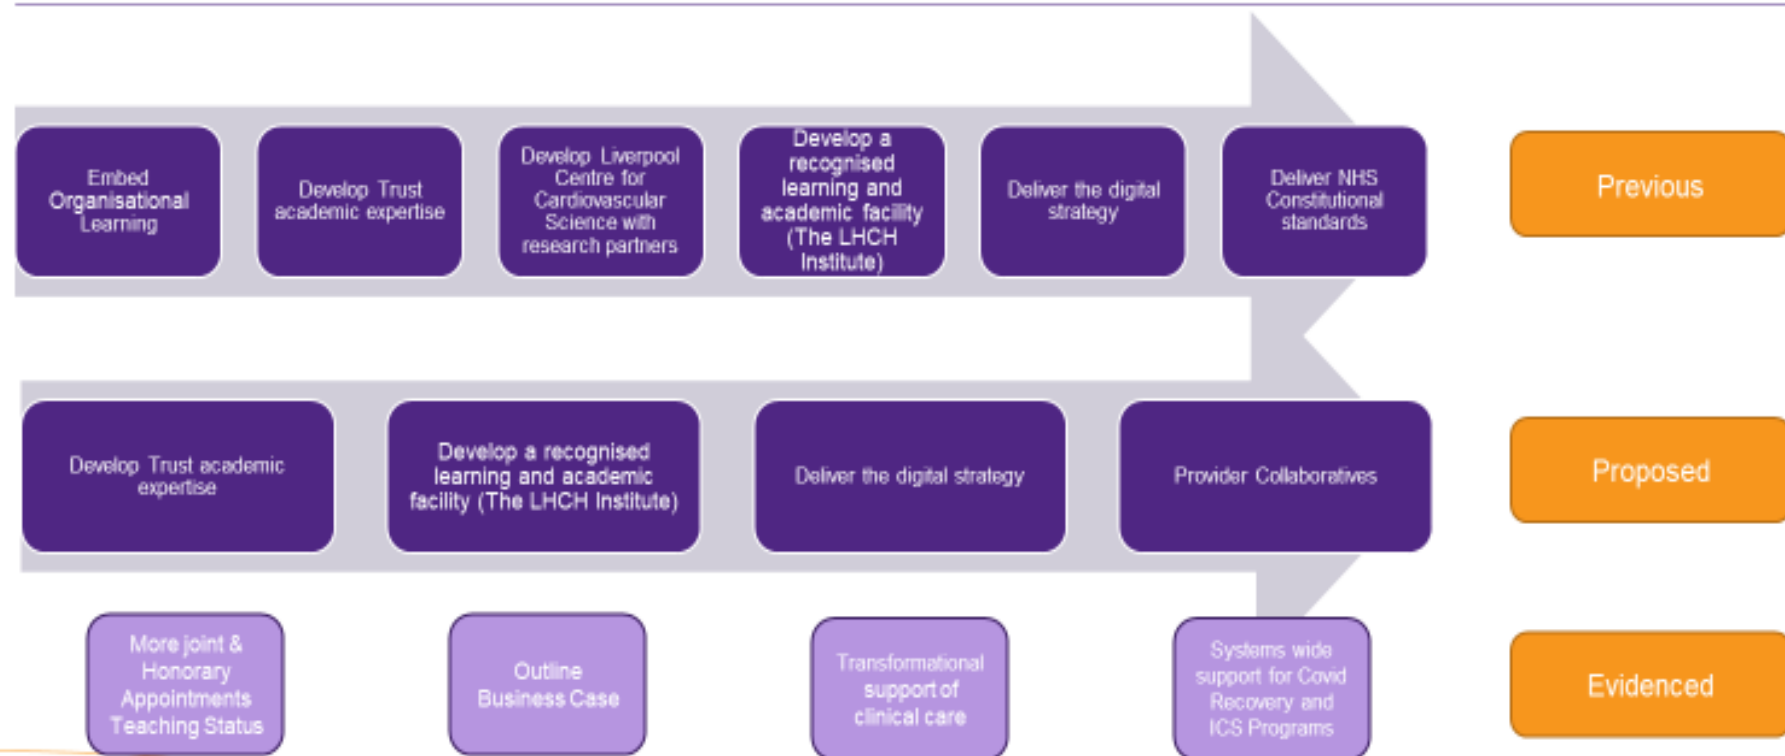 Embed
Organisational
Learning
Develop Trust
academic expertise
Develop Liverpool
Centre for
Cardiovascular
Science with
research partners
Develop a
recognised
learning and
academic facility
(The LHCH
Institute)
Deliver the digital
strategy
Deliver NHS
Constitutional
standards
Previous
Develop Trust academic
expertise
Develop a recognised
learning and academic
facility (The LHCH Institute)
Deliver the digital strategy
Provider Collaboratives
Proposed
More joint &
Honorary
Appointments
Teaching Status
Outline
Business Case
Transformational
support of
clinical care
Systems wide
support for Covid
Recovery and
ICS Programs
Evidenced